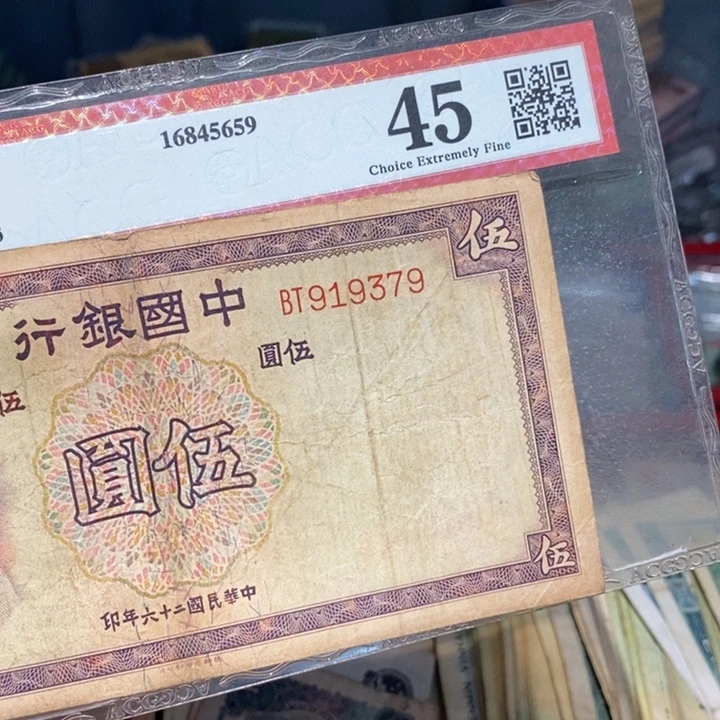 16845659
45
Choice Extremely Fine
伍
BT919379
中國銀行
伍圓
伍
伍圓
伍
中華民國二十六年印